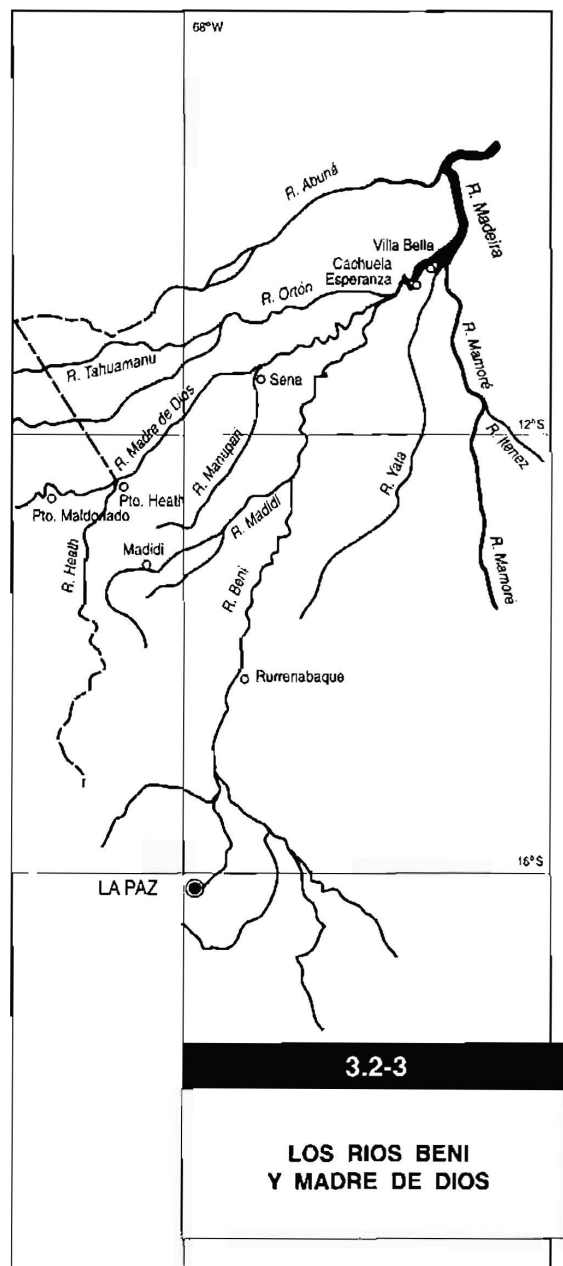 68°W
R. Abuná
R. Madeira
Villa Bella
Cachuela
Esperanza
R. Ortón
R. Mamoré
R. Tahuamanu
Sena
R. Madre de Dios
12°S
R. Itenez
R. Manupari
R. Yata
Pto. Heath
Pto. Maldonado
R. Madidi
Madidi
R. Heath
R. Beni
R. Mamoré
Rurrenabaque
16°S
LA PAZ
3.2-3
LOS RIOS BENI
Y MADRE DE DIOS